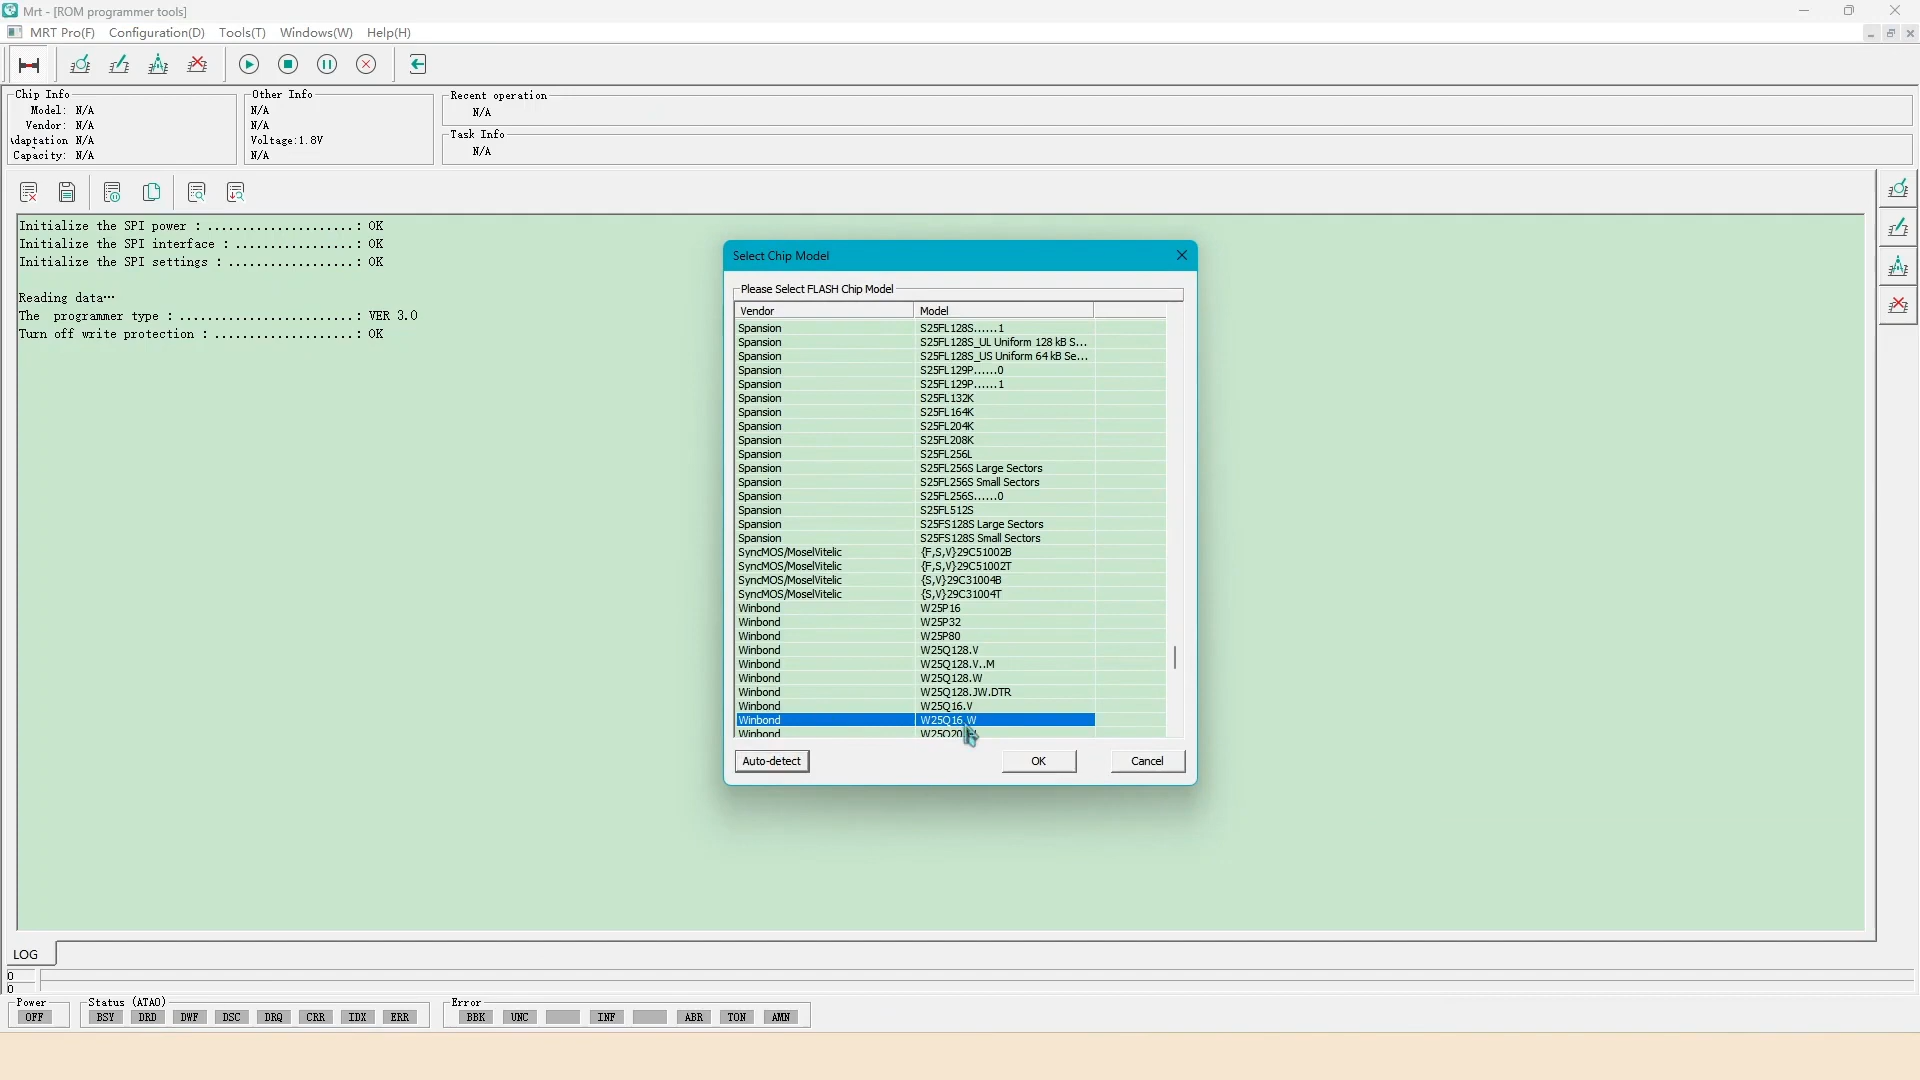 Mrt - [ROM programmer tools]
MRT Pro(F) Configuration(D) Tools(T) Windows(W) Help(H)
Chip Info
Model: N/A
Vendor: N/A
daptation N/A
Capacity: N/A
Other Info
N/A
N/A
Voltage:1.8V
N/A
Recent operation
N/A
Task Info
N/A
Initialize the SPI power : ....................: OK
Initialize the SPI interface : .................: OK
Initialize the SPI settings : ..................: OK
Reading data…
The programmer type : .........................: VER 3.0
Turn off write protection : ....................: OK
Select Chip Model
Please Select FLASH Chip Model
Vendor Model
Spansion S25FL128S......1
Spansion S25FL128S_UL Uniform 128 kB S...
Spansion S25FL128S_US Uniform 64 kB Se...
Spansion S25FL129P......0
Spansion S25FL129P......1
Spansion S25FL132K
Spansion S25FL164K
Spansion S25FL204K
Spansion S25FL208K
Spansion S25FL256L
Spansion S25FL256S Large Sectors
Spansion S25FL256S Small Sectors
Spansion S25FL256S......0
Spansion S25FL512S
Spansion S25FS128S Large Sectors
Spansion S25FS128S Small Sectors
SyncMOS/MoselVitelic {F,S,V}29C51002B
SyncMOS/MoselVitelic {F,S,V}29C51002T
SyncMOS/MoselVitelic {S,V}29C31004B
SyncMOS/MoselVitelic {S,V}29C31004T
Winbond W25P16
Winbond W25P32
Winbond W25P80
Winbond W25Q128.V
Winbond W25Q128.V..M
Winbond W25Q128.W
Winbond W25Q128.JW.DTR
Winbond W25Q16.V
Winbond W25Q16.W
Winbond
Auto-detect OK Cancel
LOG
0
0
Power
OFF
Status (ATA0)
BSY DRD DWF DSC DRQ CRR IDX ERR
Error
BBK UNC INF ABR TON AMN